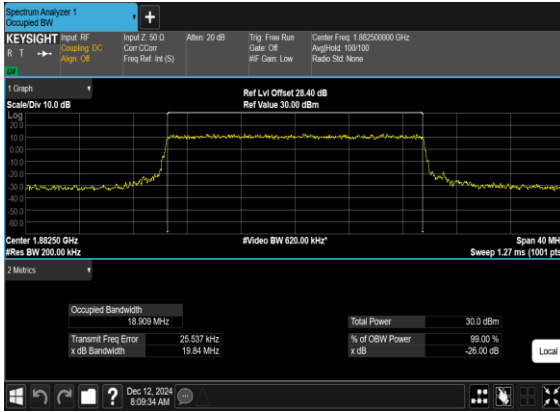 Spectrum Analyzer 1
Occupied BW
+
KEYSIGHT
R T
LW
Input: RF
Coupling: DC
Align: Off
Input Z: 50 Ω
Corr CCorr
Freq Ref: Int (S)
Atten: 20 dB
Trig: Free Run
Gate: Off
#IF Gain: Low
Center Freq: 1.882500000 GHz
Avg|Hold: 100/100
Radio Std: None
1 Graph
Scale/Div 10.0 dB
Ref Lvl Offset 28.40 dB
Ref Value 30.00 dBm
Log
20.0
10.0
0.00
-10.0
-20.0
-30.0
-40.0
-50.0
-60.0
Center 1.88250 GHz
#Video BW 620.00 kHz*
Span 40 MH
#Res BW 200.00 kHz
Sweep 1.27 ms (1001 pts
2 Metrics
Occupied Bandwidth
18.909 MHz
Total Power 30.0 dBm
Transmit Freq Error 25.537 kHz
% of OBW Power 99.00 %
x dB Bandwidth 19.84 MHz
x dB -26.00 dB
Local
?
Dec 12, 2024
8:09:34 AM